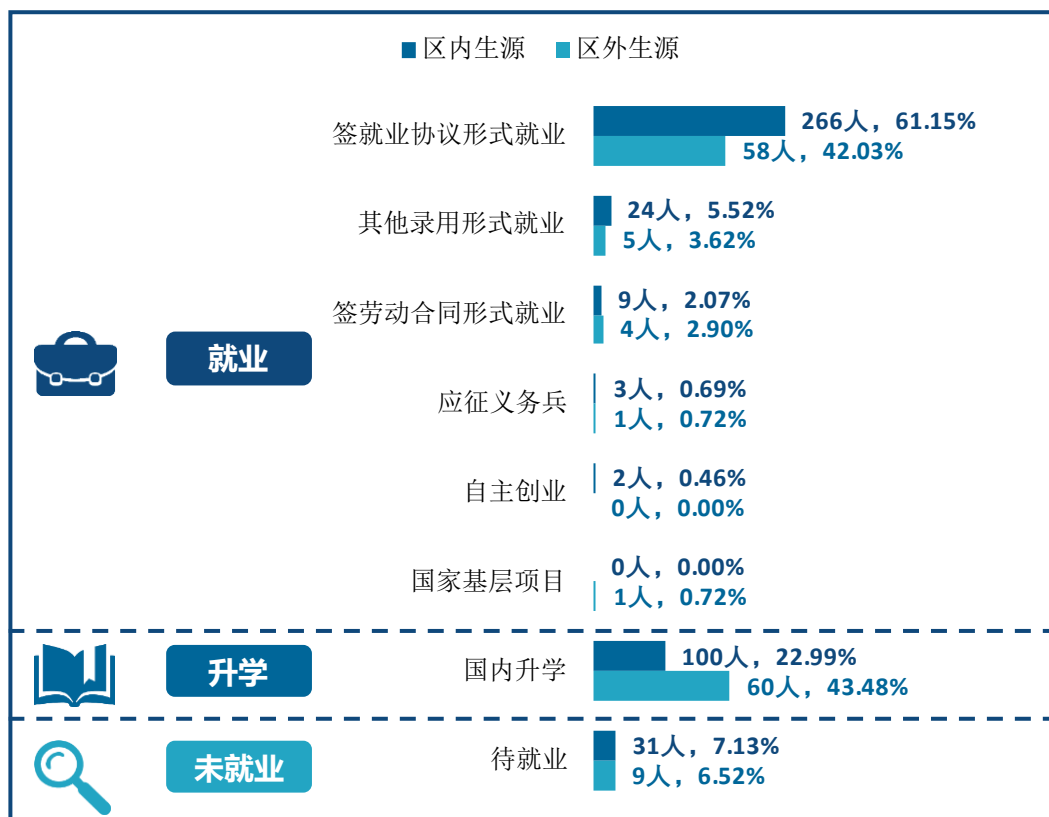 区内生源 区外生源
签就业协议形式就业
266人，61.15%
58人，42.03%
其他录用形式就业
24人，5.52%
5人，3.62%
签劳动合同形式就业
9人，2.07%
4人，2.90%
就业
应征义务兵
3人，0.69%
1人，0.72%
自主创业
2人，0.46%
0人，0.00%
国家基层项目
0人，0.00%
1人，0.72%
升学
国内升学
100人，22.99%
60人，43.48%
未就业
待就业
31人，7.13%
9人，6.52%